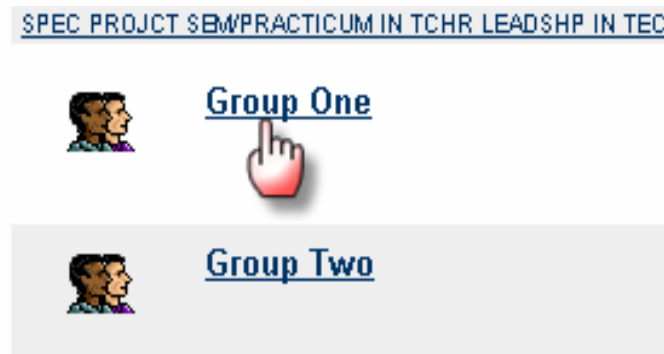 SPEC PROJCT SEM/PRACTICUM IN TCHR LEADSHP IN TEC
Group One
Group Two